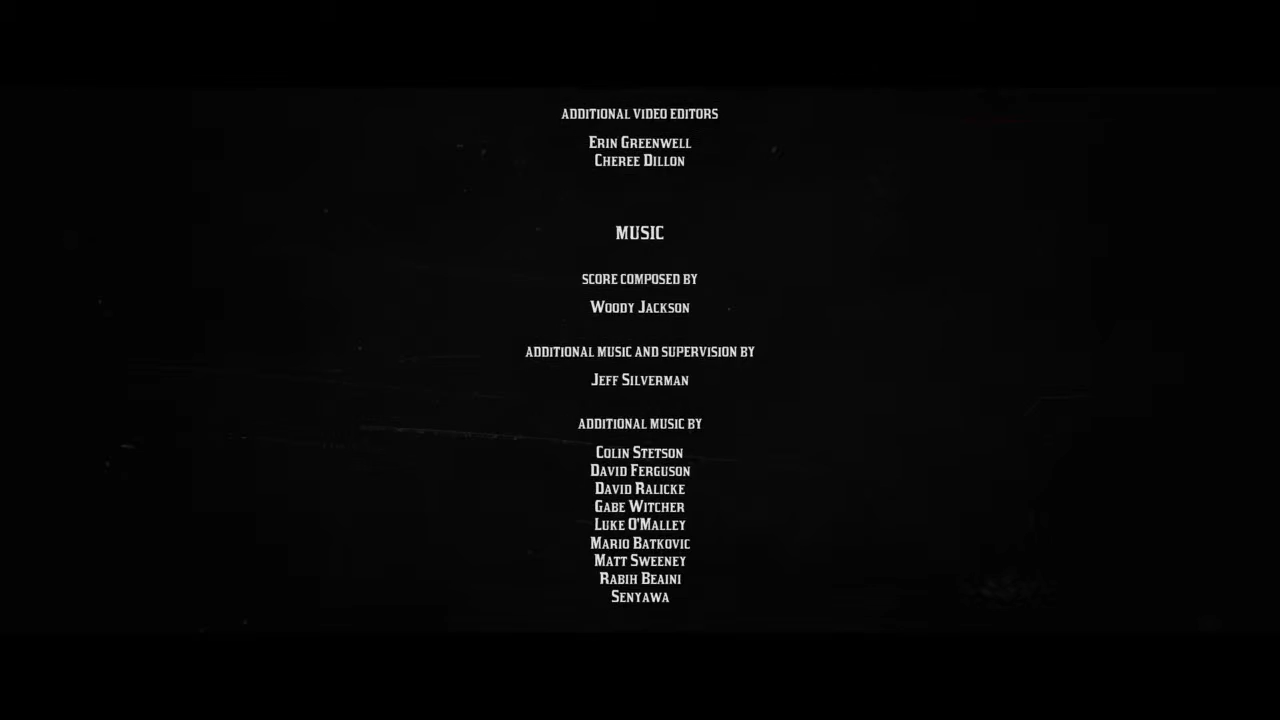 ADDITIONAL VIDEO EDITORS
ERIN GREENWELL
CHEREE DILLON
MUSIC
SCORE COMPOSED BY
WOODY JACKSON
ADDITIONAL MUSIC AND SUPERVISION BY
JEFF SILVERMAN
ADDITIONAL MUSIC BY
COLIN STETSON
DAVID FERGUSON
DAVID RALICKE
GABE WITCHER
LUKE O'MALLEY
MARIO BATKOVIC
MATT SWEENEY
RABIH BEAINI
SENYAWA